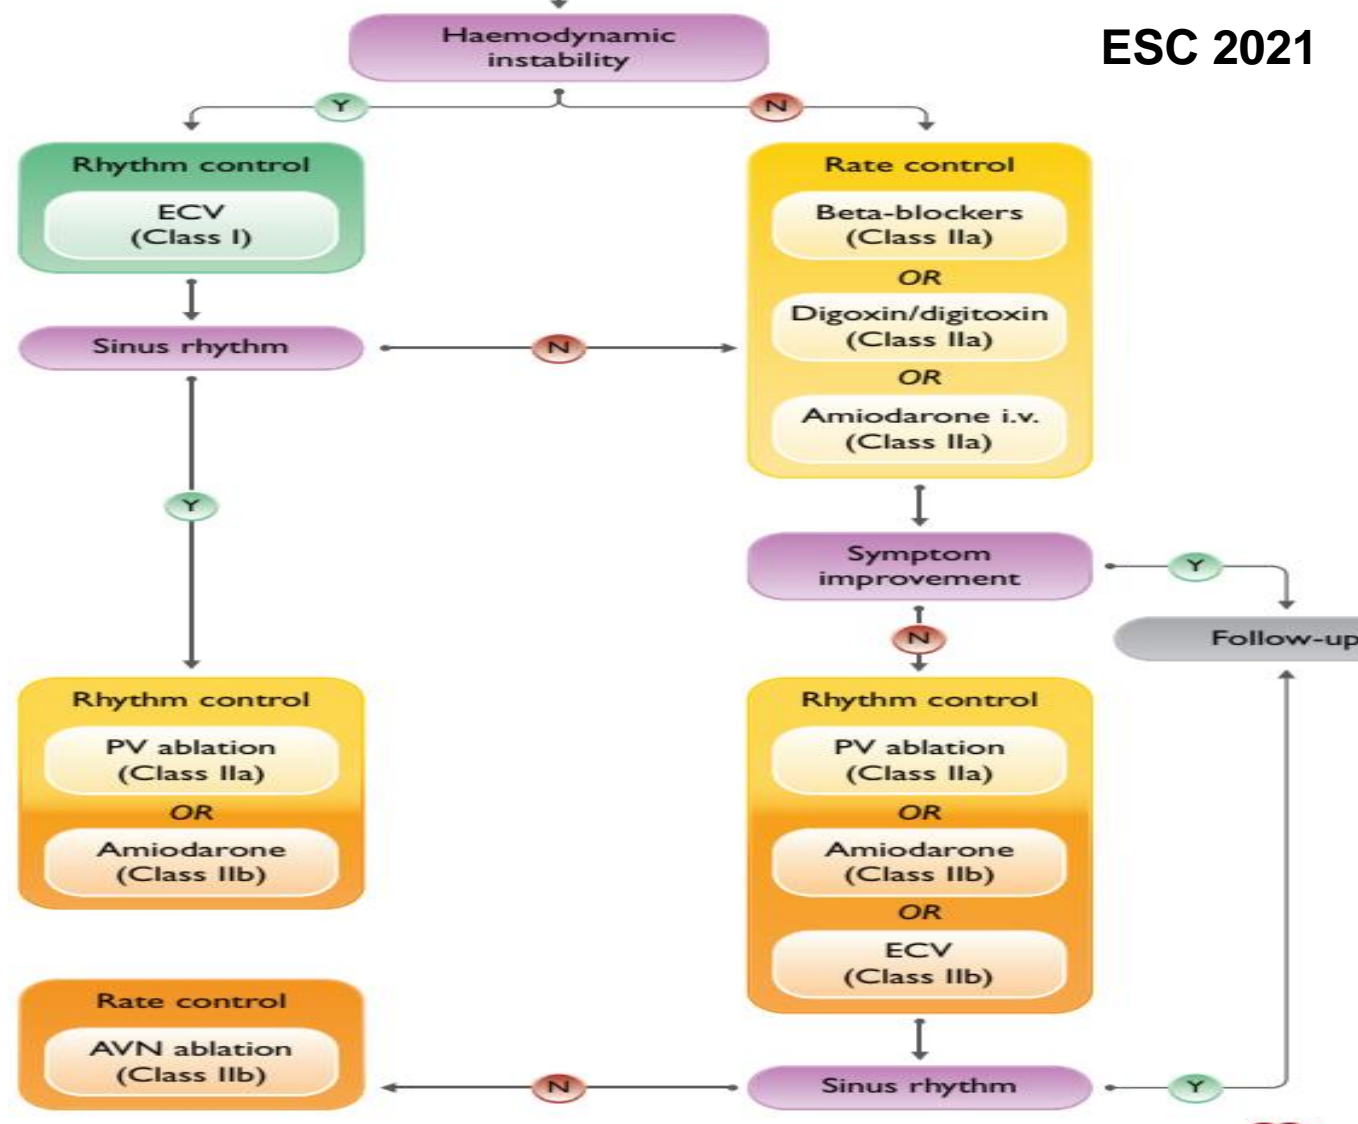 Haemodynamic
instability
ESC 2021
Y
N
Rhythm control
ECV
(Class I)
Rate control
Beta-blockers
(Class IIa)
OR
Digoxin/digitoxin
(Class IIa)
OR
Amiodarone i.v.
(Class IIa)
Sinus rhythm
N
Y
Symptom
improvement
Y
N
Follow-up
Rhythm control
PV ablation
(Class IIa)
OR
Amiodarone
(Class IIb)
Rhythm control
PV ablation
(Class IIa)
OR
Amiodarone
(Class IIb)
OR
ECV
(Class IIb)
Rate control
AVN ablation
(Class IIb)
N
Sinus rhythm
Y